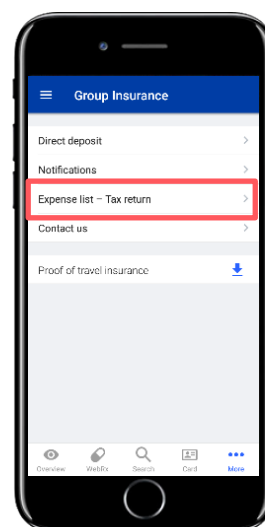 Group Insurance
Direct deposit
Notifications
Expense list – Tax return
Contact us
Proof of travel insurance
Overview WebRx Search Card More